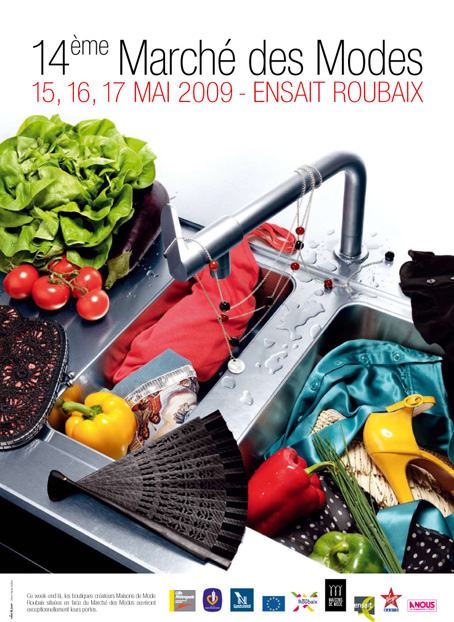 14ème Marché des Modes
15, 16, 17 MAI 2009 - ENSAIT ROUBAIX
Ce week-end là, les boutiques créateurs Maisons de Mode
Roubaix situées en face du Marché des Modes ouvriront
exceptionnellement leurs portes.
MAISONS
DE MODE
ensait
À NOUS